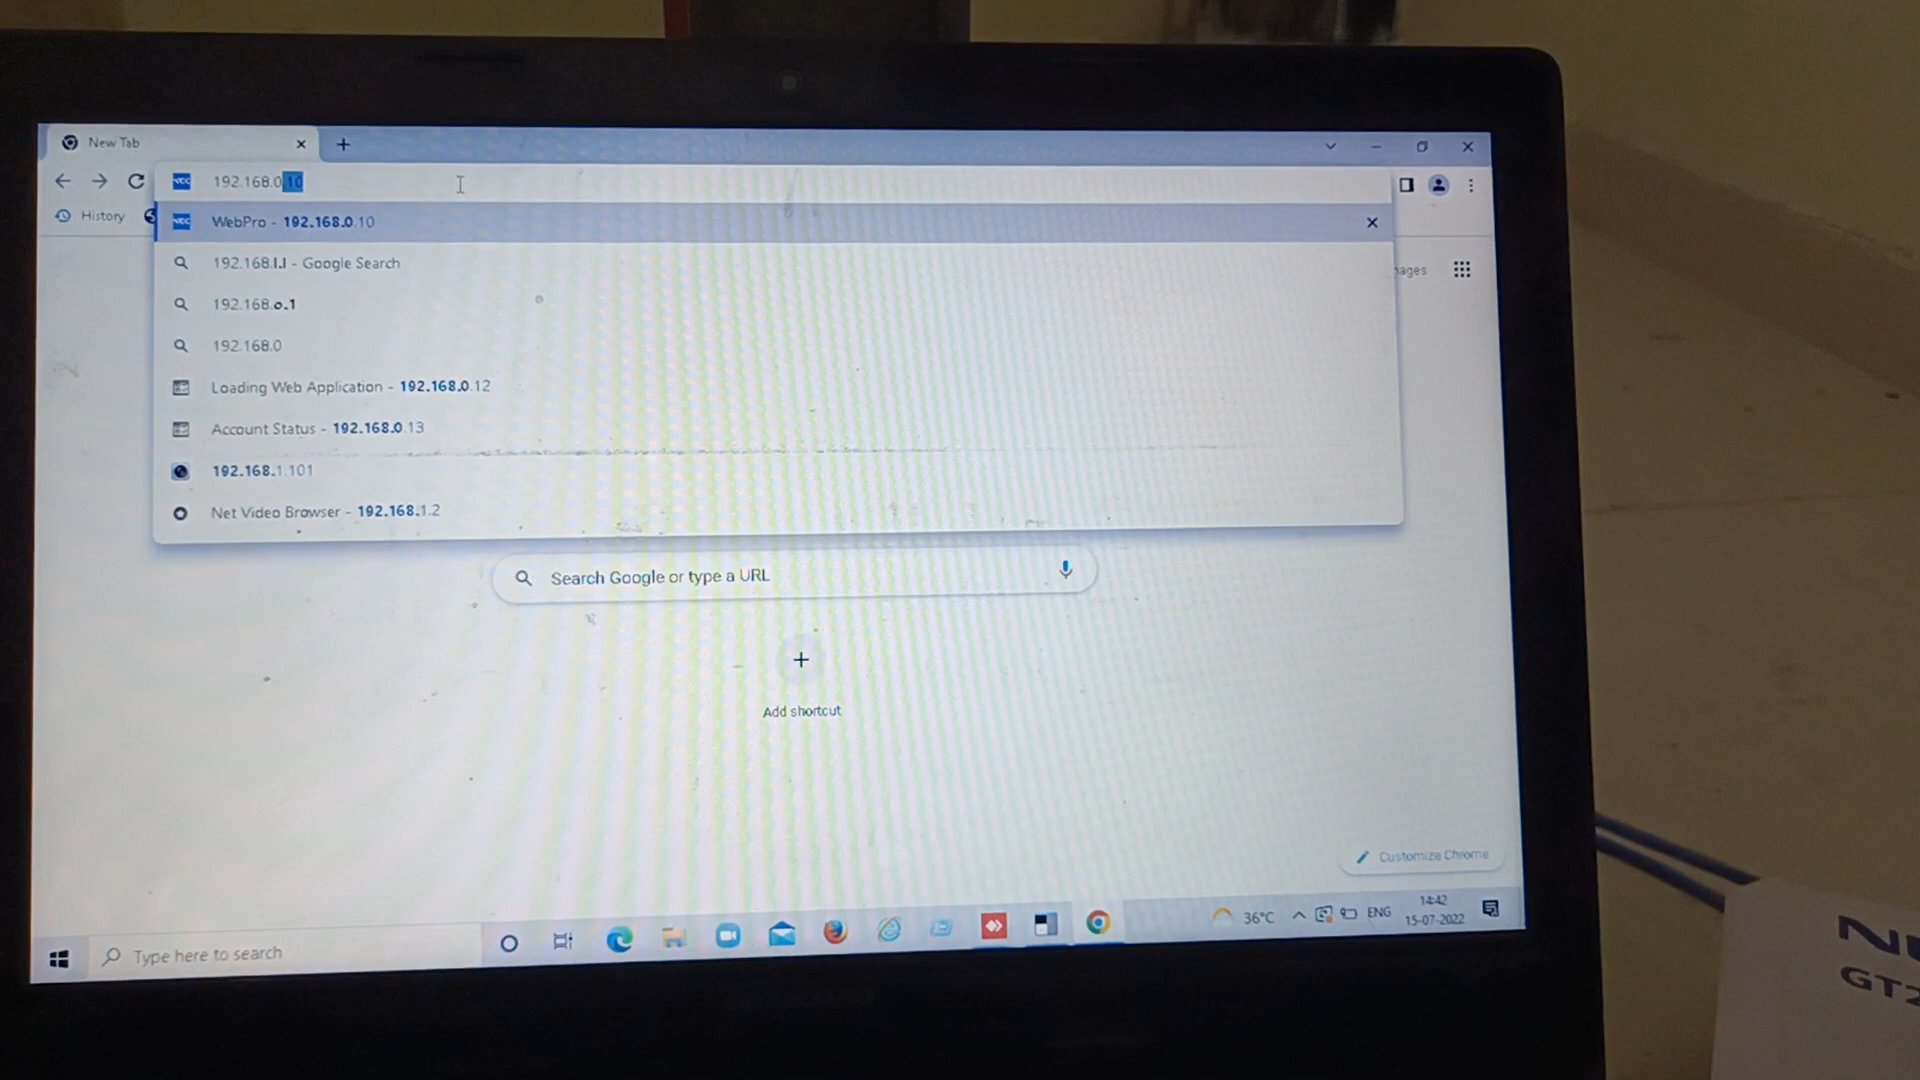 New Tab
192.168.0.10
History
WebPro - 192.168.0.10
192.168.l.l - Google Search
192.168.o.1
192.168.0
Loading Web Application - 192.168.0.12
Account Status - 192.168.0.13
192.168.1.101
Net Video Browser - 192.168.1.2
Search Google or type a URL
Add shortcut
Customize Chrome
Type here to search
36°C
ENG
14:42
15-07-2022